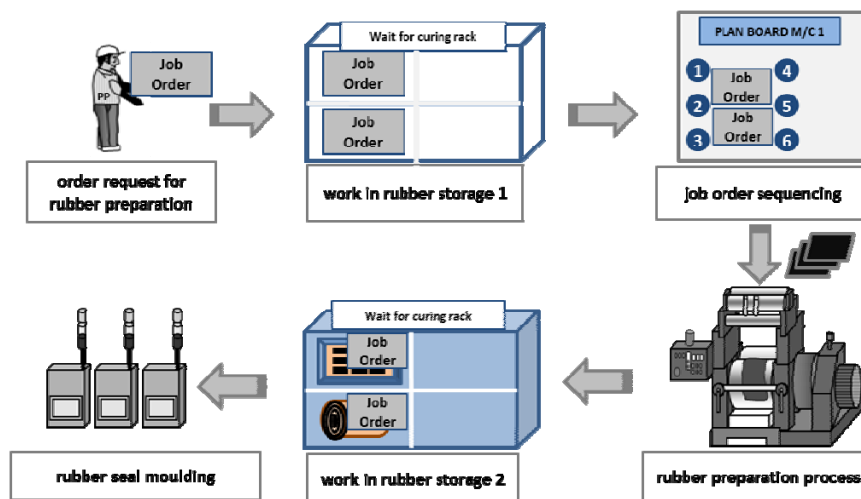 Job
Order
PP
order request for
rubber preparation
Wait for curing rack
Job
Order
Job
Order
work in rubber storage 1
PLAN BOARD M/C 1
1
4
Job
Order
2
5
Job
Order
3
6
job order sequencing
rubber seal moulding
Wait for curing rack
Job
Order
Job
Order
work in rubber storage 2
rubber preparation process